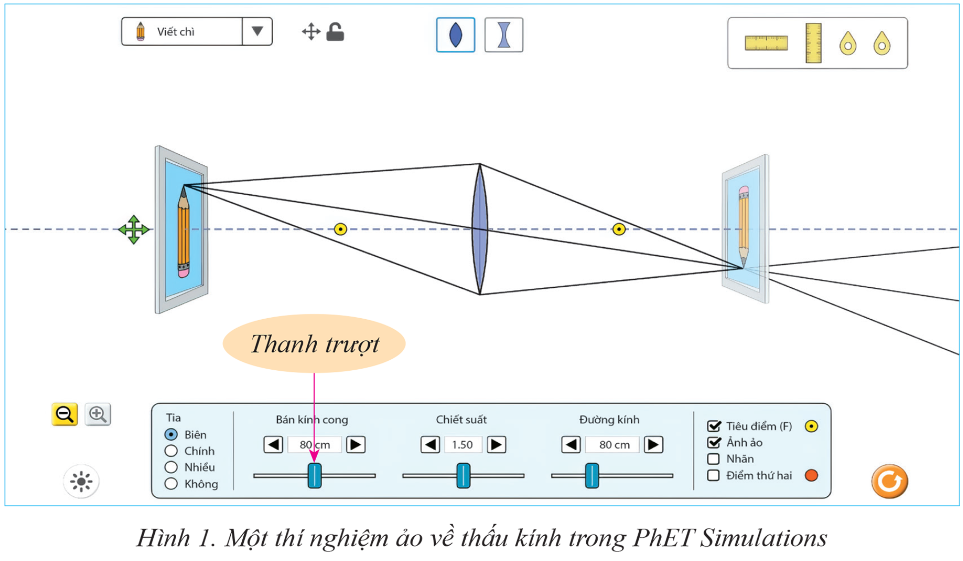 Viết chì
Thanh trượt
Tia
Biên
Chính
Nhiều
Không
Bán kính cong
80 cm
Chiết suất
1.50
Đường kính
80 cm
Tiêu điểm (F)
Ảnh ảo
Nhãn
Điểm thứ hai
Hình 1. Một thí nghiệm ảo về thấu kính trong PhET Simulations